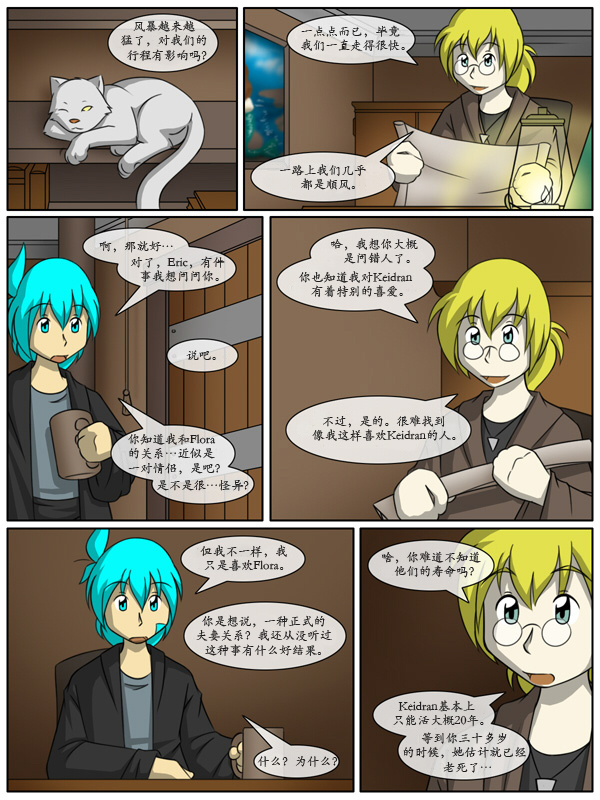 风暴越来越
猛了，对我们的
行程有影响吗？
一点点而已，毕竟
我们一直走得很快。
一路上我们几乎
都是顺风。
啊，那就好…
对了，Eric，有件
事我想问问你。
说吧。
你知道我和Flora
的关系…近似是
一对情侣，是吧？
是不是很…怪异？
哈，我想你大概
是问错人了。
你也知道我对Keidran
有着特别的喜爱。
不过，是的。很难找到
像我这样喜欢Keidran的人。
但我不一样，我
只是喜欢Flora。
你是想说，一种正式的
夫妻关系？我还从没听过
这种事有什么好结果。
什么？为什么？
啥，你难道不知道
他们的寿命吗？
Keidran基本上
只能活大概20年。
等到你三十多岁
的时候，她估计就已经
老死了…